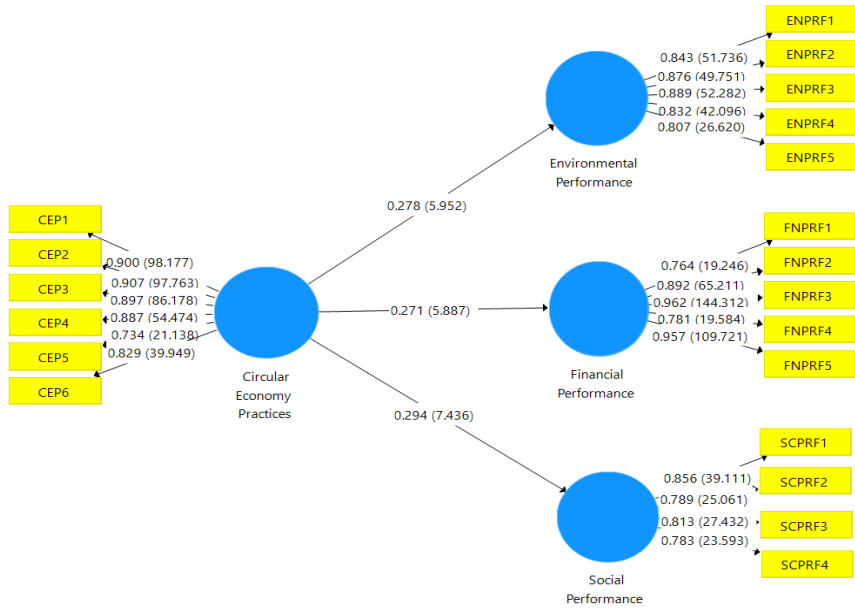 ENPRF1
0.843 (51.736)
ENPRF2
0.876 (49.751)
0.889 (52.282)
ENPRF3
0.832 (42.096)
ENPRF4
0.807 (26.620)
ENPRF5
Environmental
Performance
0.278 (5.952)
CEP1
CEP2
0.900 (98.177)
CEP3
0.907 (97.763)
0.897 (86.178)
CEP4
0.887 (54.474)
CEP5
0.734 (21.138)
0.829 (39.949)
CEP6
Circular
Economy
Practices
0.271 (5.887)
FNPRF1
0.764 (19.246)
FNPRF2
0.892 (65.211)
FNPRF3
0.962 (144.312)
0.781 (19.584)
FNPRF4
0.957 (109.721)
FNPRF5
Financial
Performance
0.294 (7.436)
SCPRF1
0.856 (39.111)
SCPRF2
0.789 (25.061)
0.813 (27.432)
SCPRF3
0.783 (23.593)
SCPRF4
Social
Performance